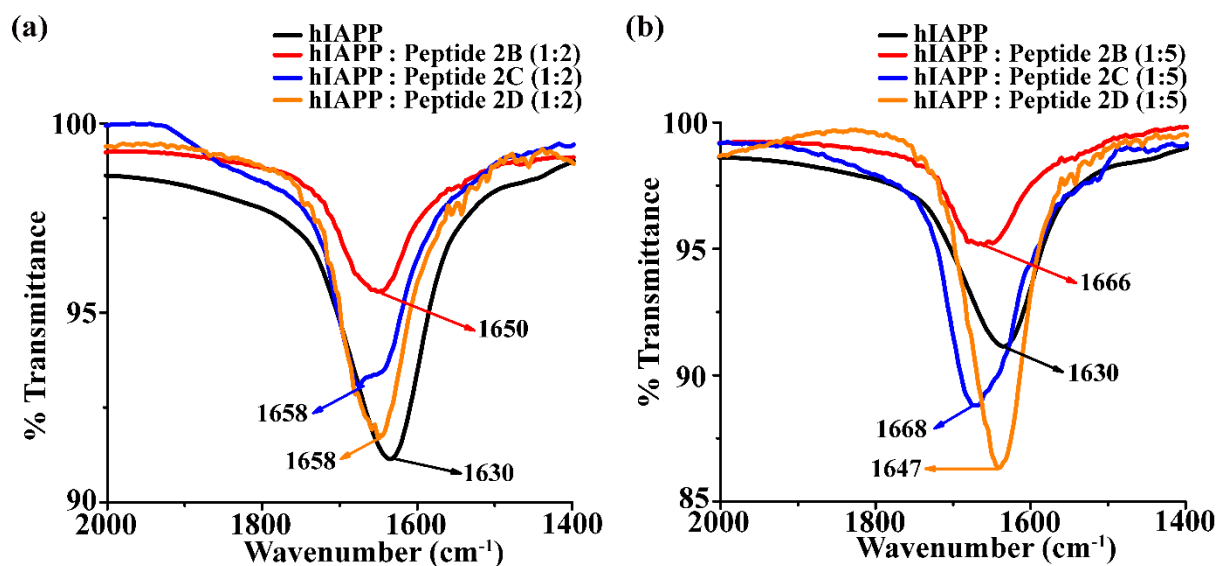 (a)
hIAPP
hIAPP : Peptide 2B (1:2)
hIAPP : Peptide 2C (1:2)
hIAPP : Peptide 2D (1:2)
100
95
90
% Transmittance
1650
1658
1658
1630
2000
1800
1600
1400
Wavenumber (cm⁻¹)
(b)
hIAPP
hIAPP : Peptide 2B (1:5)
hIAPP : Peptide 2C (1:5)
hIAPP : Peptide 2D (1:5)
100
95
90
85
% Transmittance
1666
1630
1668
1647
2000
1800
1600
1400
Wavenumber (cm⁻¹)